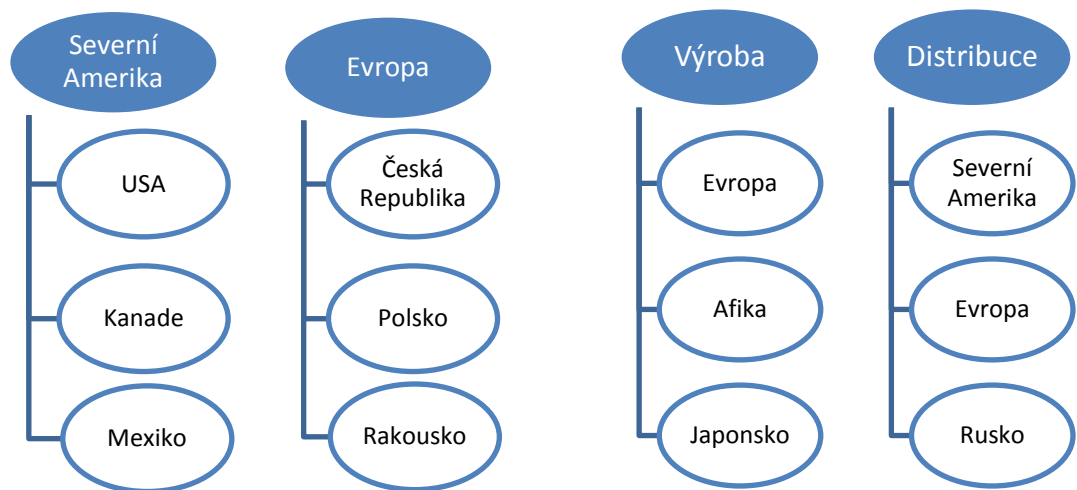 Severní
Amerika
USA
Kanade
Mexiko
Evropa
Česká
Republika
Polsko
Rakousko
Výroba
Evropa
Afika
Japonsko
Distribuce
Severní
Amerika
Evropa
Rusko